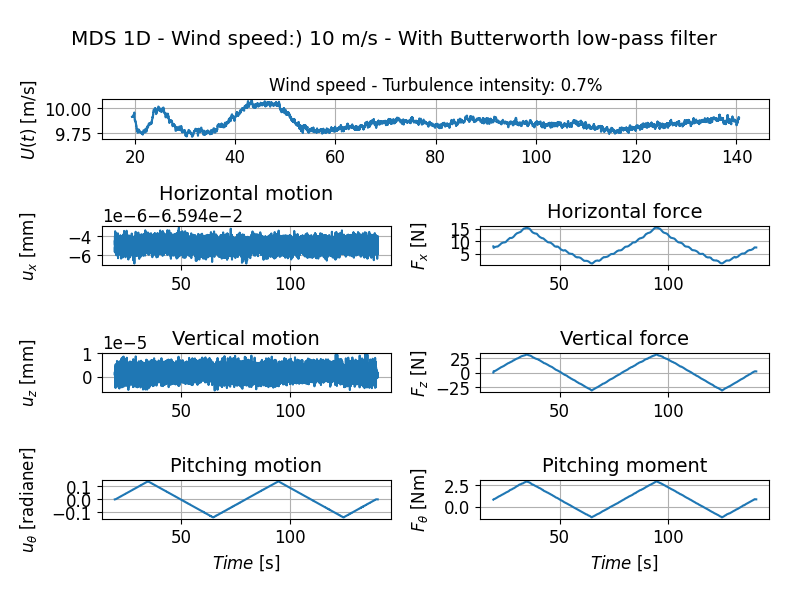 MDS 1D - Wind speed:) 10 m/s - With Butterworth low-pass filter
Wind speed - Turbulence intensity: 0.7%
U(t) [m/s]
10.00
9.75
20 40 60 80 100 120 140
Horizontal motion
1e−6−6.594e−2
u_x [mm]
−4
−6
50 100
Horizontal force
F_x [N]
15
10
5
50 100
Vertical motion
1e−5
u_z [mm]
1
0
50 100
Vertical force
F_z [N]
25
0
−25
50 100
Pitching motion
u_θ [radianer]
0.1
0.0
−0.1
50 100
Time [s]
Pitching moment
F_θ [Nm]
2.5
0.0
50 100
Time [s]